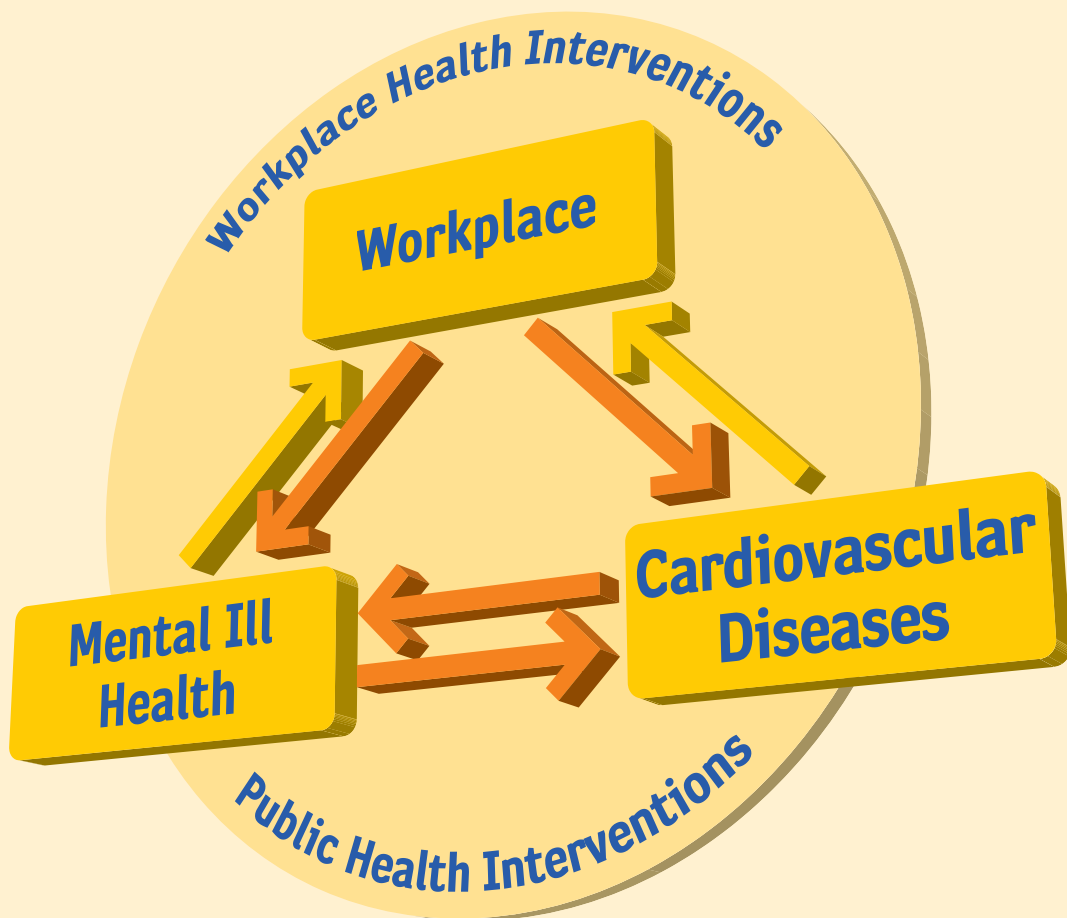 Workplace Health Interventions
Workplace
Cardiovascular
Diseases
Mental Ill
Health
Public Health Interventions